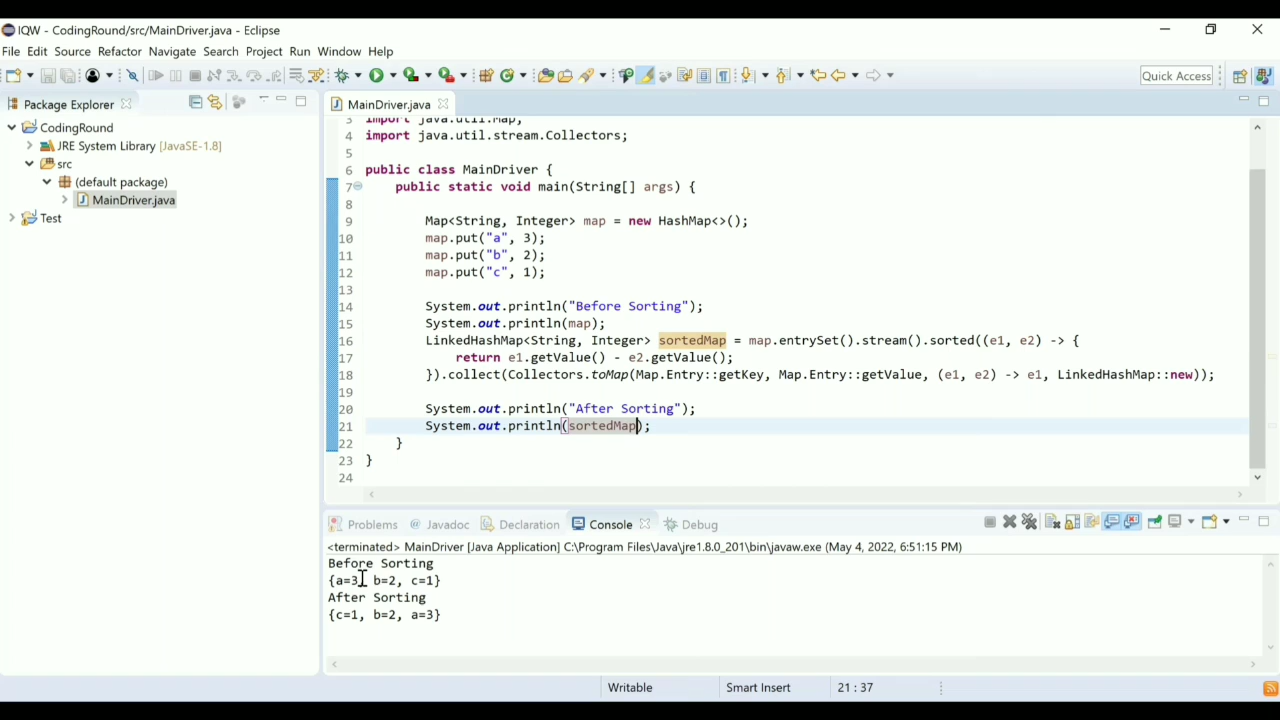 IQW - CodingRound/src/MainDriver.java - Eclipse
File Edit Source Refactor Navigate Search Project Run Window Help
Quick Access
Package Explorer
MainDriver.java
CodingRound
JRE System Library [JavaSE-1.8]
src
(default package)
MainDriver.java
Test
3 import java.util.Map;
4 import java.util.stream.Collectors;
5
6 public class MainDriver {
7 public static void main(String[] args) {
8
9 Map<String, Integer> map = new HashMap<>();
10 map.put("a", 3);
11 map.put("b", 2);
12 map.put("c", 1);
13
14 System.out.println("Before Sorting");
15 System.out.println(map);
16 LinkedHashMap<String, Integer> sortedMap = map.entrySet().stream().sorted((e1, e2) -> {
17 return e1.getValue() - e2.getValue();
18 }).collect(Collectors.toMap(Map.Entry::getKey, Map.Entry::getValue, (e1, e2) -> e1, LinkedHashMap::new));
19
20 System.out.println("After Sorting");
21 System.out.println(sortedMap);
22 }
23 }
24
Problems @ Javadoc Declaration Console Debug
<terminated> MainDriver [Java Application] C:\Program Files\Java\jre1.8.0_201\bin\javaw.exe (May 4, 2022, 6:51:15 PM)
Before Sorting
{a=3, b=2, c=1}
After Sorting
{c=1, b=2, a=3}
Writable Smart Insert 21 : 37